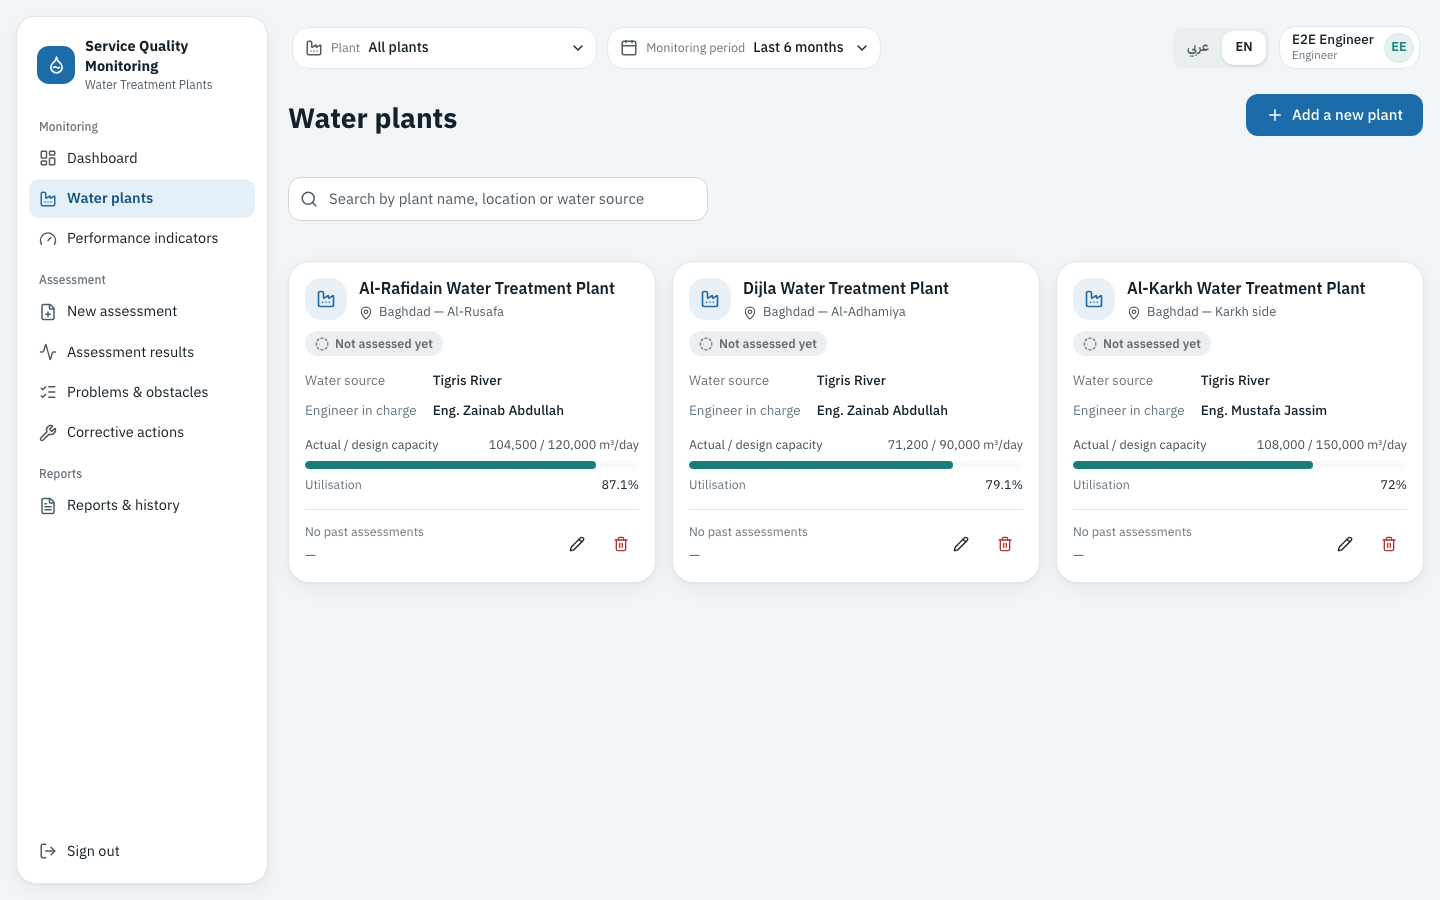 Service Quality
Monitoring
Water Treatment Plants
Monitoring
Dashboard
Water plants
Performance indicators
Assessment
New assessment
Assessment results
Problems & obstacles
Corrective actions
Reports
Reports & history
Sign out
Plant All plants
Monitoring period Last 6 months
عربي EN
E2E Engineer
Engineer
EE
Water plants
Add a new plant
Search by plant name, location or water source
Al-Rafidain Water Treatment Plant
Baghdad — Al-Rusafa
Not assessed yet
Water source Tigris River
Engineer in charge Eng. Zainab Abdullah
Actual / design capacity 104,500 / 120,000 m³/day
Utilisation 87.1%
No past assessments
—
Dijla Water Treatment Plant
Baghdad — Al-Adhamiya
Not assessed yet
Water source Tigris River
Engineer in charge Eng. Zainab Abdullah
Actual / design capacity 71,200 / 90,000 m³/day
Utilisation 79.1%
No past assessments
—
Al-Karkh Water Treatment Plant
Baghdad — Karkh side
Not assessed yet
Water source Tigris River
Engineer in charge Eng. Mustafa Jassim
Actual / design capacity 108,000 / 150,000 m³/day
Utilisation 72%
No past assessments
—